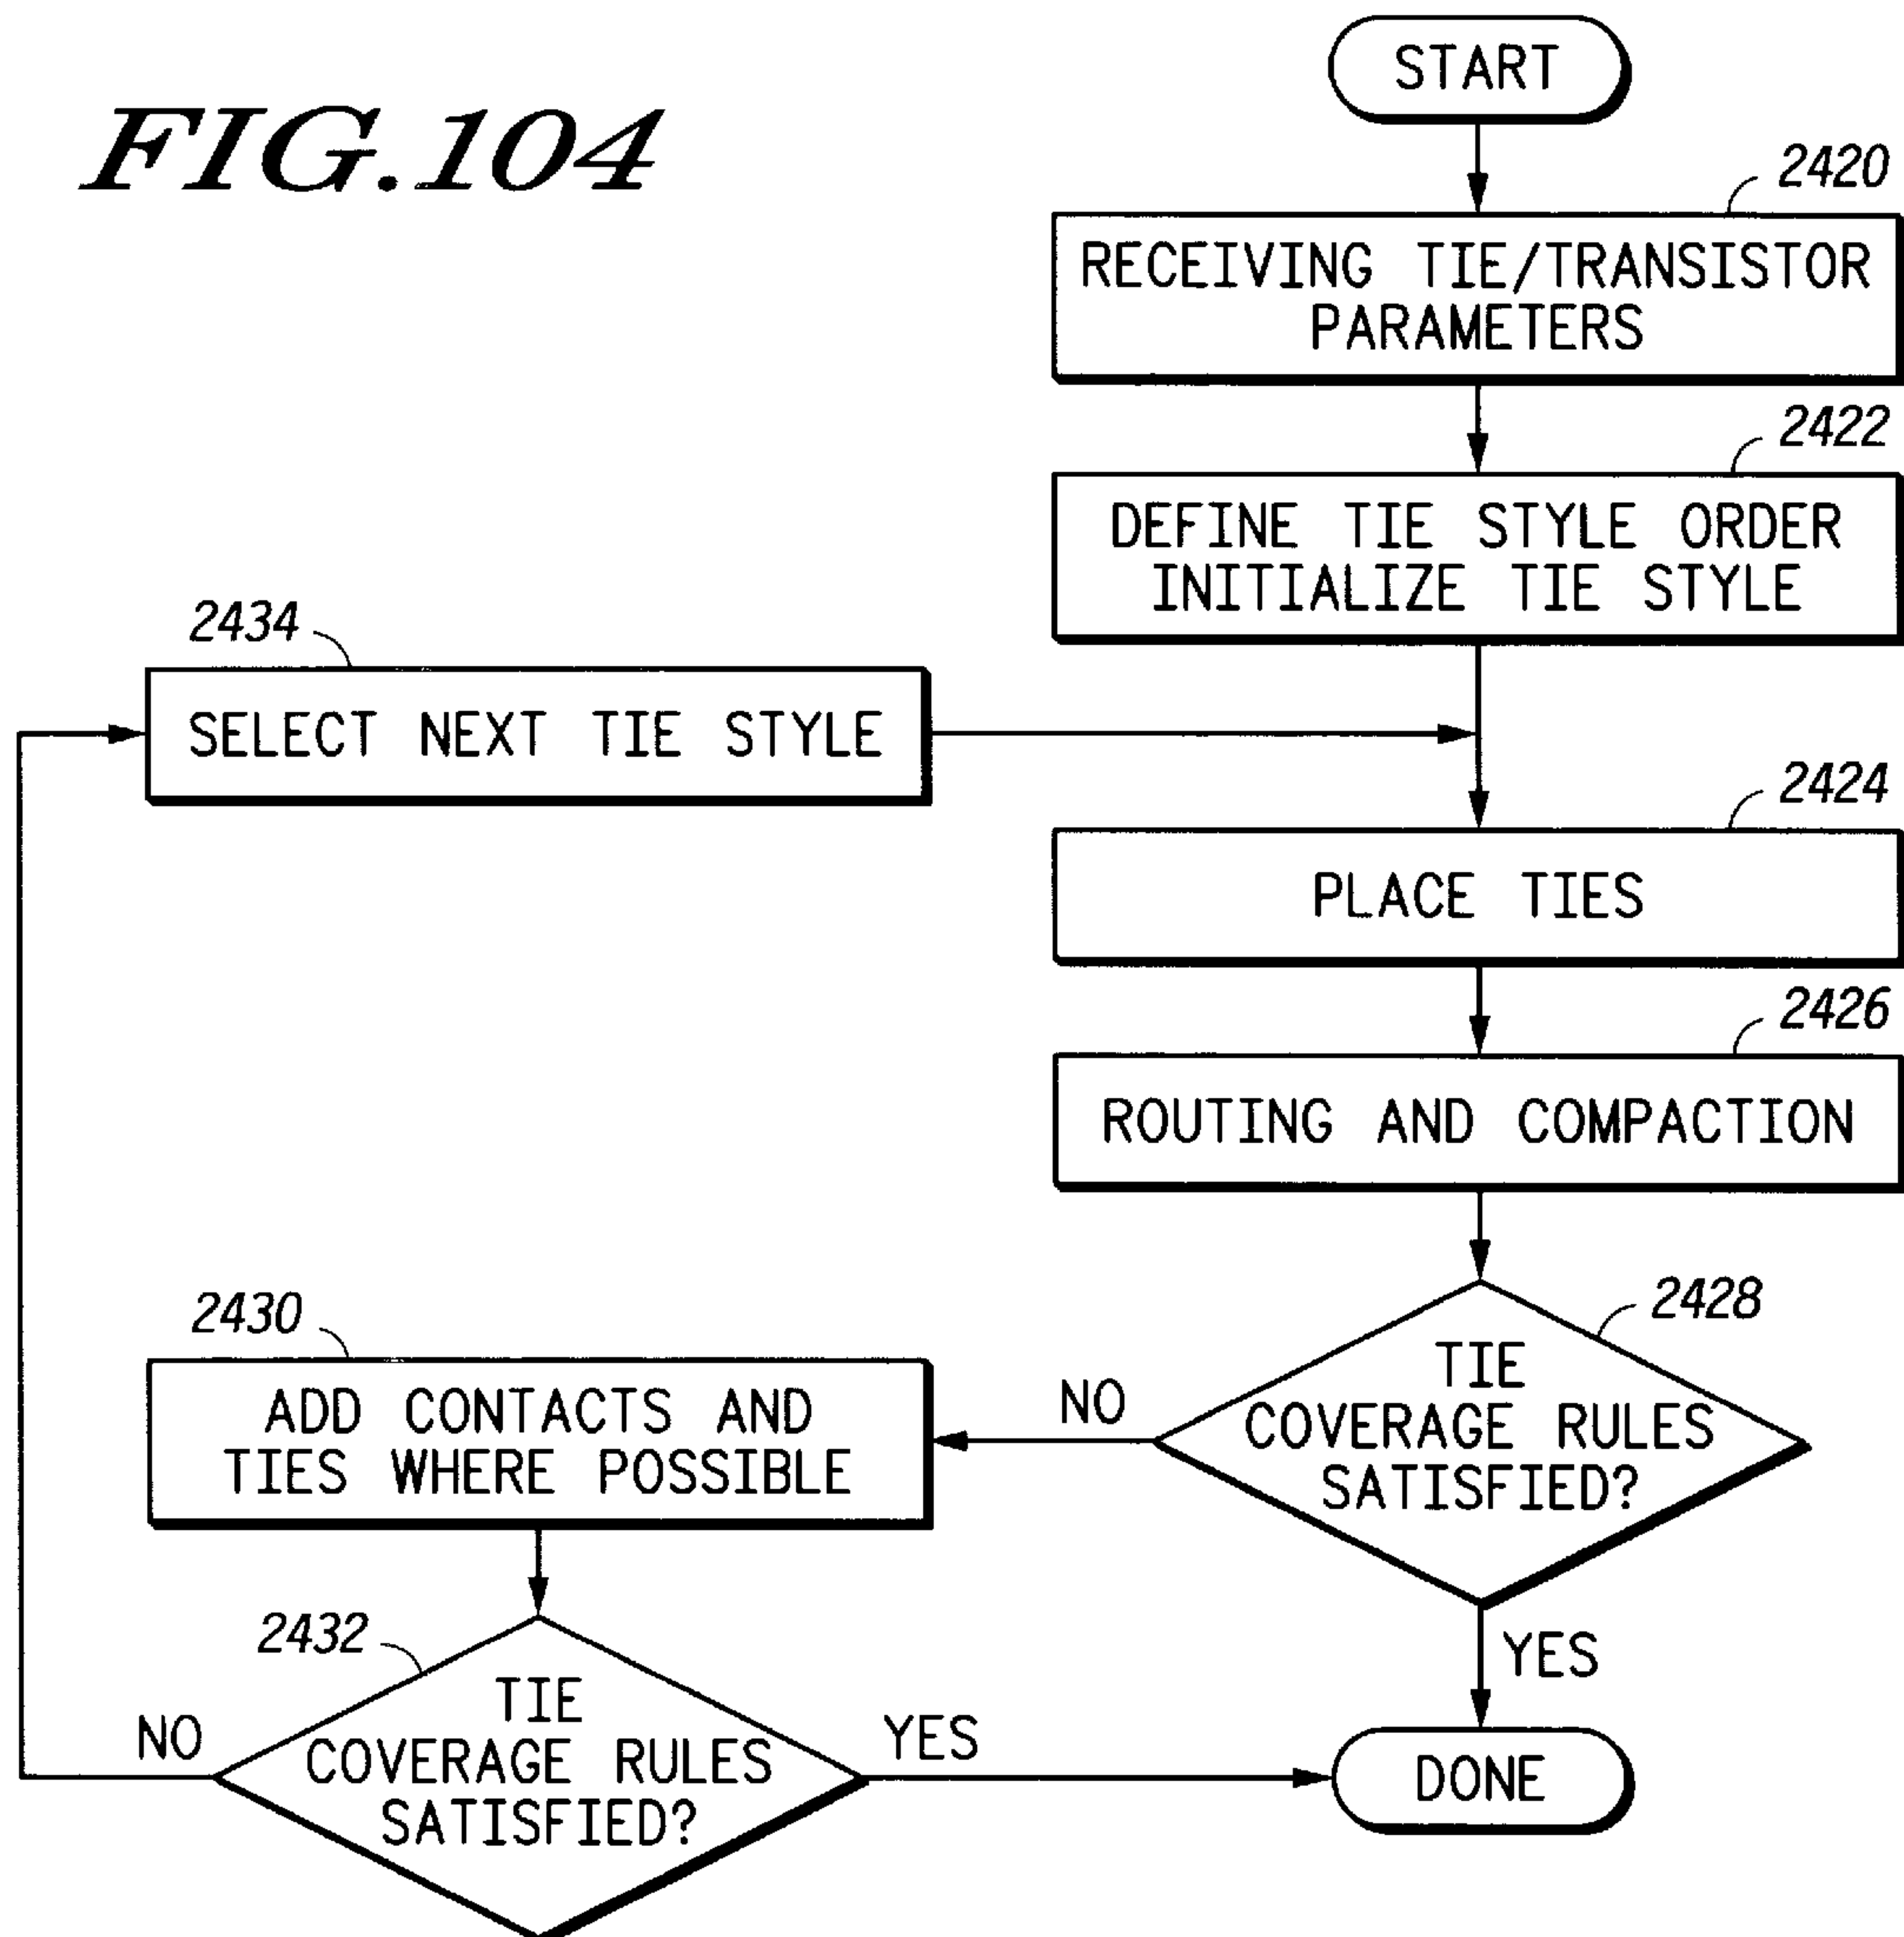 FIG.104
START
2420
RECEIVING TIE/TRANSISTOR
PARAMETERS
2422
DEFINE TIE STYLE ORDER
INITIALIZE TIE STYLE
2434
SELECT NEXT TIE STYLE
2424
PLACE TIES
2426
ROUTING AND COMPACTION
2428
TIE
COVERAGE RULES
SATISFIED?
NO
YES
2430
ADD CONTACTS AND
TIES WHERE POSSIBLE
2432
TIE
COVERAGE RULES
SATISFIED?
NO
YES
DONE